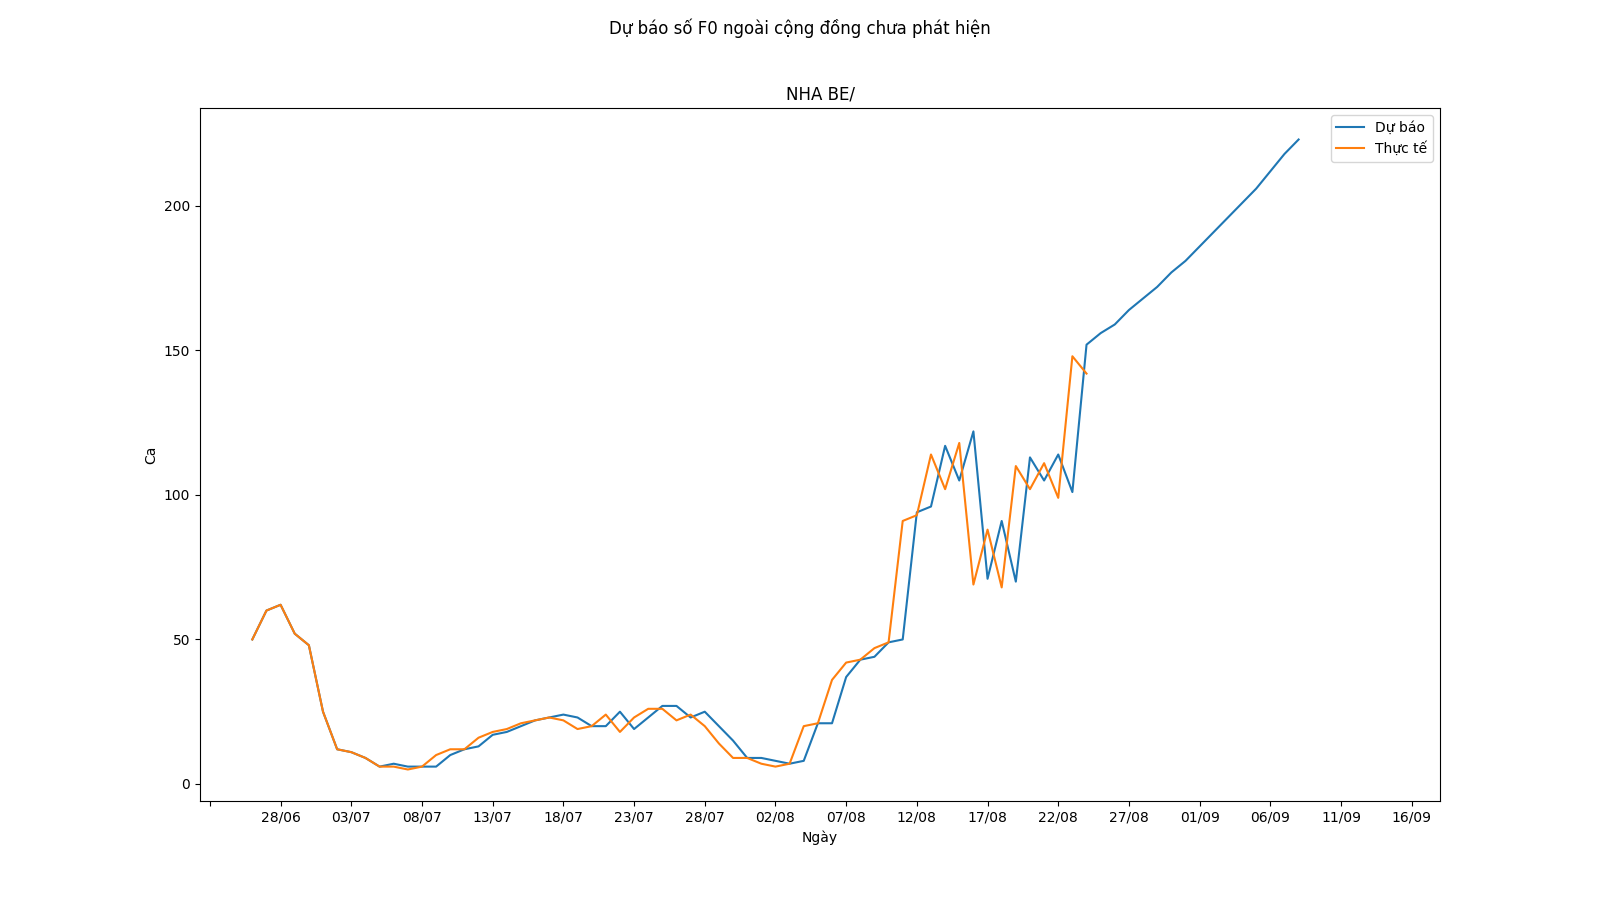 Dự báo số F0 ngoài cộng đồng chưa phát hiện
NHA BE/
Dự báo
Thực tế
200
150
100
50
0
Ca
28/06 03/07 08/07 13/07 18/07 23/07 28/07 02/08 07/08 12/08 17/08 22/08 27/08 01/09 06/09 11/09 16/09
Ngày